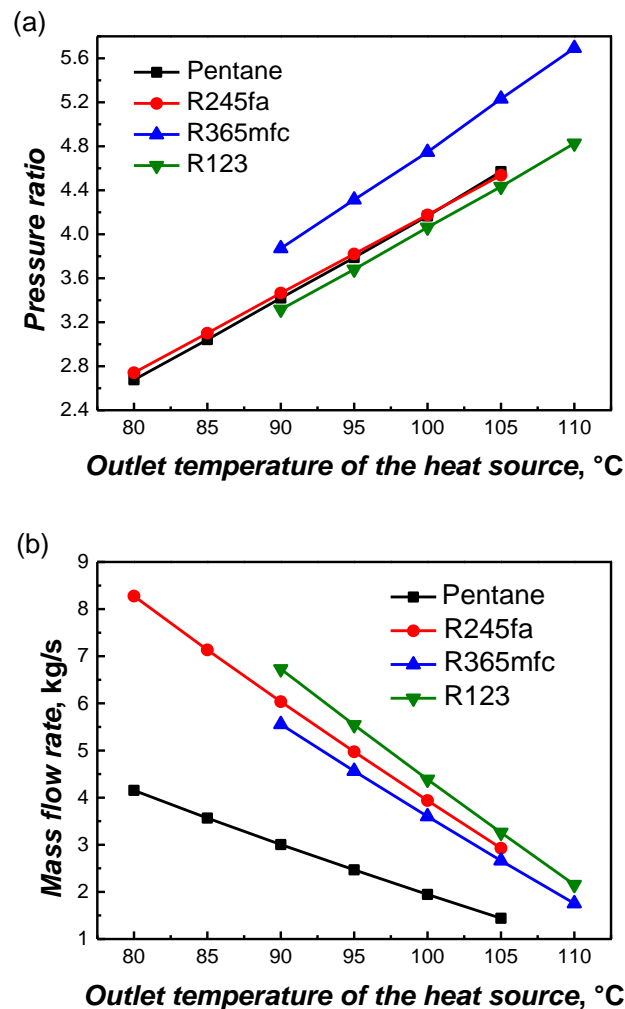 (a)
Pressure ratio
6.0
5.6
5.2
4.8
4.4
4.0
3.6
3.2
2.8
2.4
Pentane
R245fa
R365mfc
R123
80 85 90 95 100 105 110
Outlet temperature of the heat source, °C
(b)
Mass flow rate, kg/s
9
8
7
6
5
4
3
2
1
Pentane
R245fa
R365mfc
R123
80 85 90 95 100 105 110
Outlet temperature of the heat source, °C